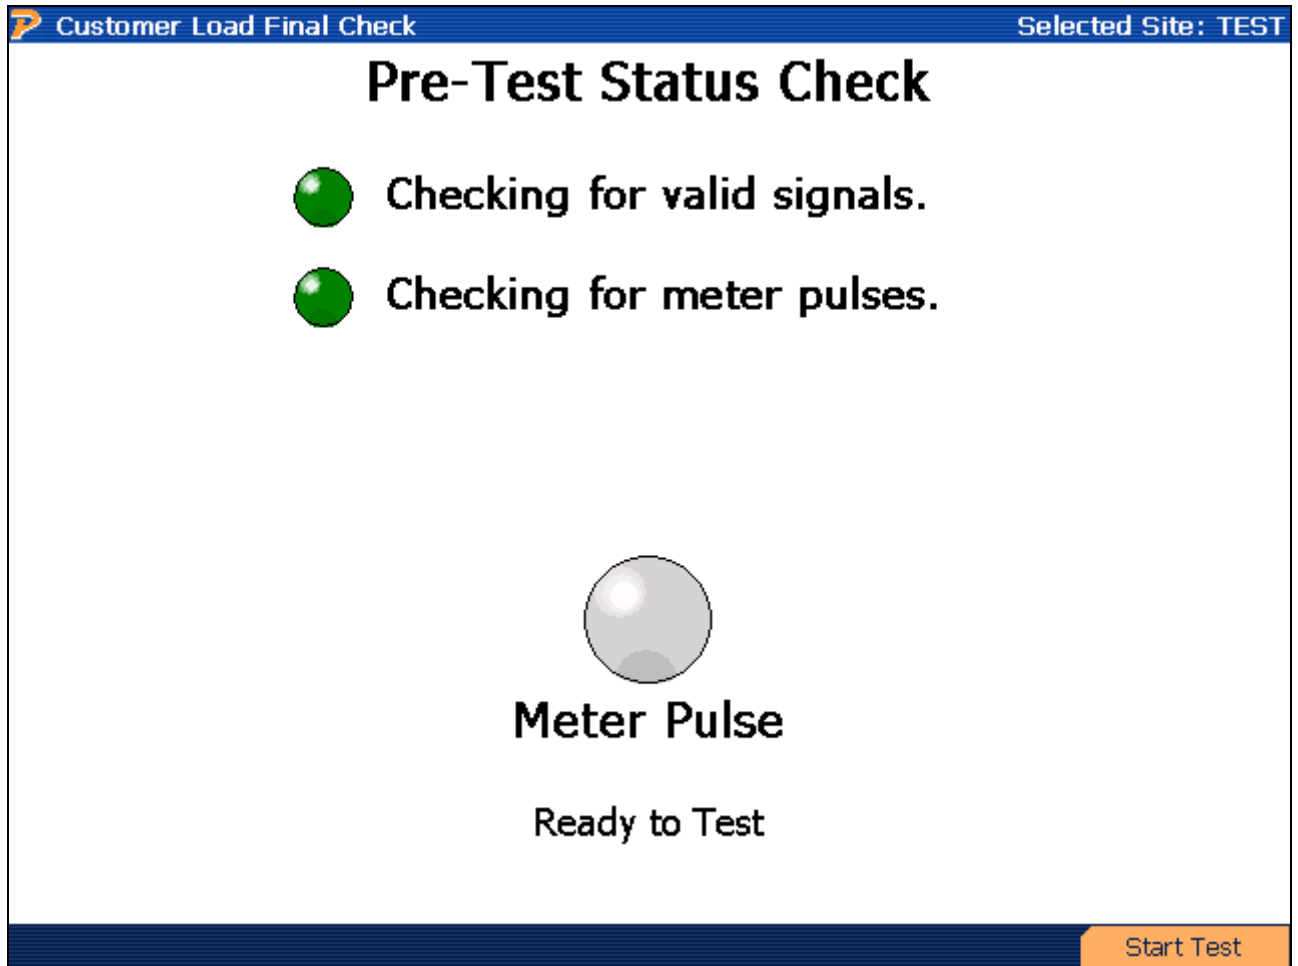 Customer Load Final Check
Selected Site: TEST
Pre-Test Status Check
Checking for valid signals.
Checking for meter pulses.
Meter Pulse
Ready to Test
Start Test